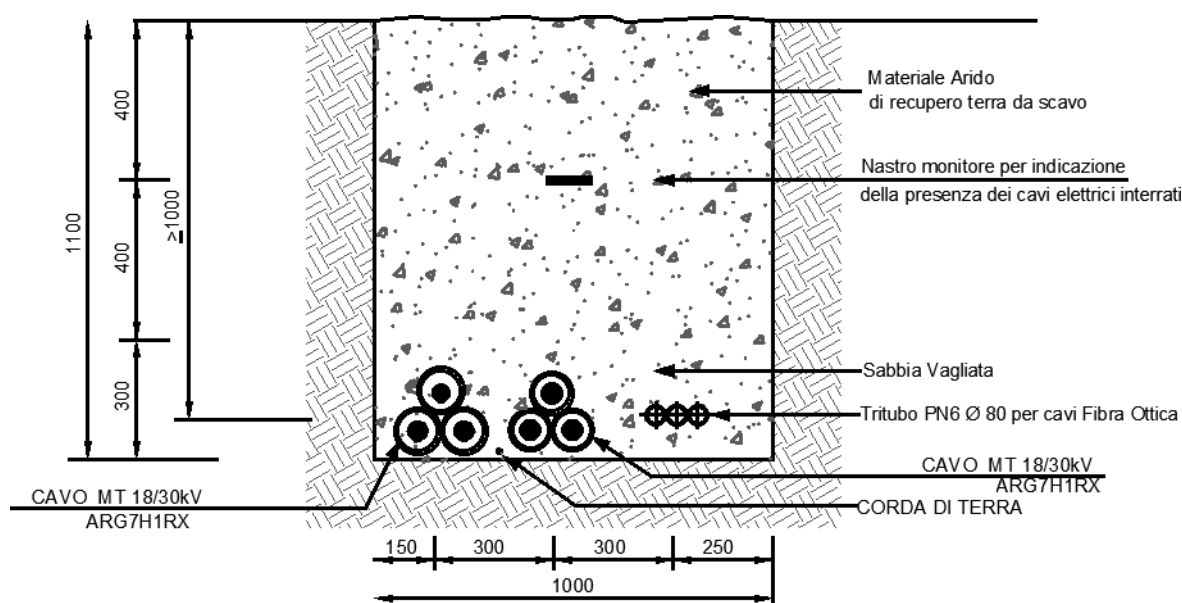 Materiale Arido
di recupero terra da scavo
Nastro monitore per indicazione
della presenza dei cavi elettrici interrati
Sabbia Vagliata
Tritubo PN6 Ø 80 per cavi Fibra Ottica
CAVO MT 18/30kV
ARG7H1RX
CORDA DI TERRA
CAVO MT 18/30kV
ARG7H1RX
1100
400
400
300
≥1000
150
300
300
250
1000